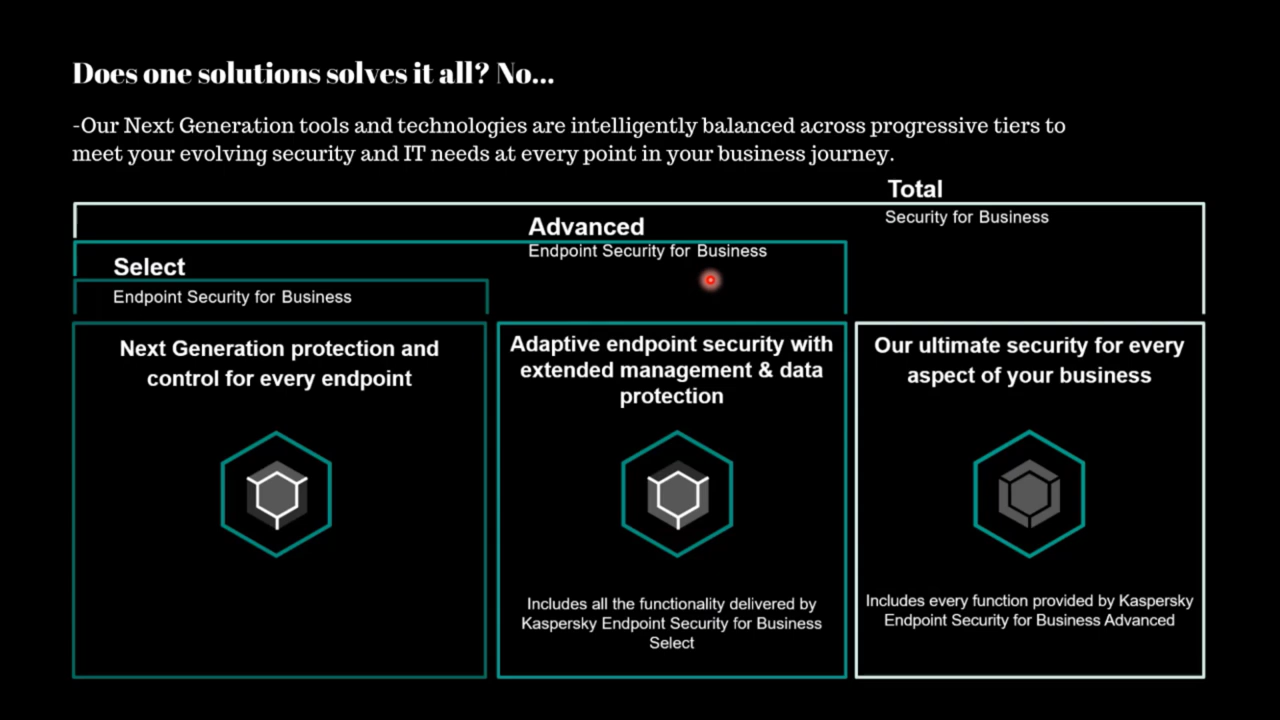 Does one solutions solves it all? No...
-Our Next Generation tools and technologies are intelligently balanced across progressive tiers to
meet your evolving security and IT needs at every point in your business journey.
Total
Security for Business
Advanced
Endpoint Security for Business
Select
Endpoint Security for Business
Next Generation protection and
control for every endpoint
Adaptive endpoint security with
extended management & data
protection
Includes all the functionality delivered by
Kaspersky Endpoint Security for Business
Select
Our ultimate security for every
aspect of your business
Includes every function provided by Kaspersky
Endpoint Security for Business Advanced